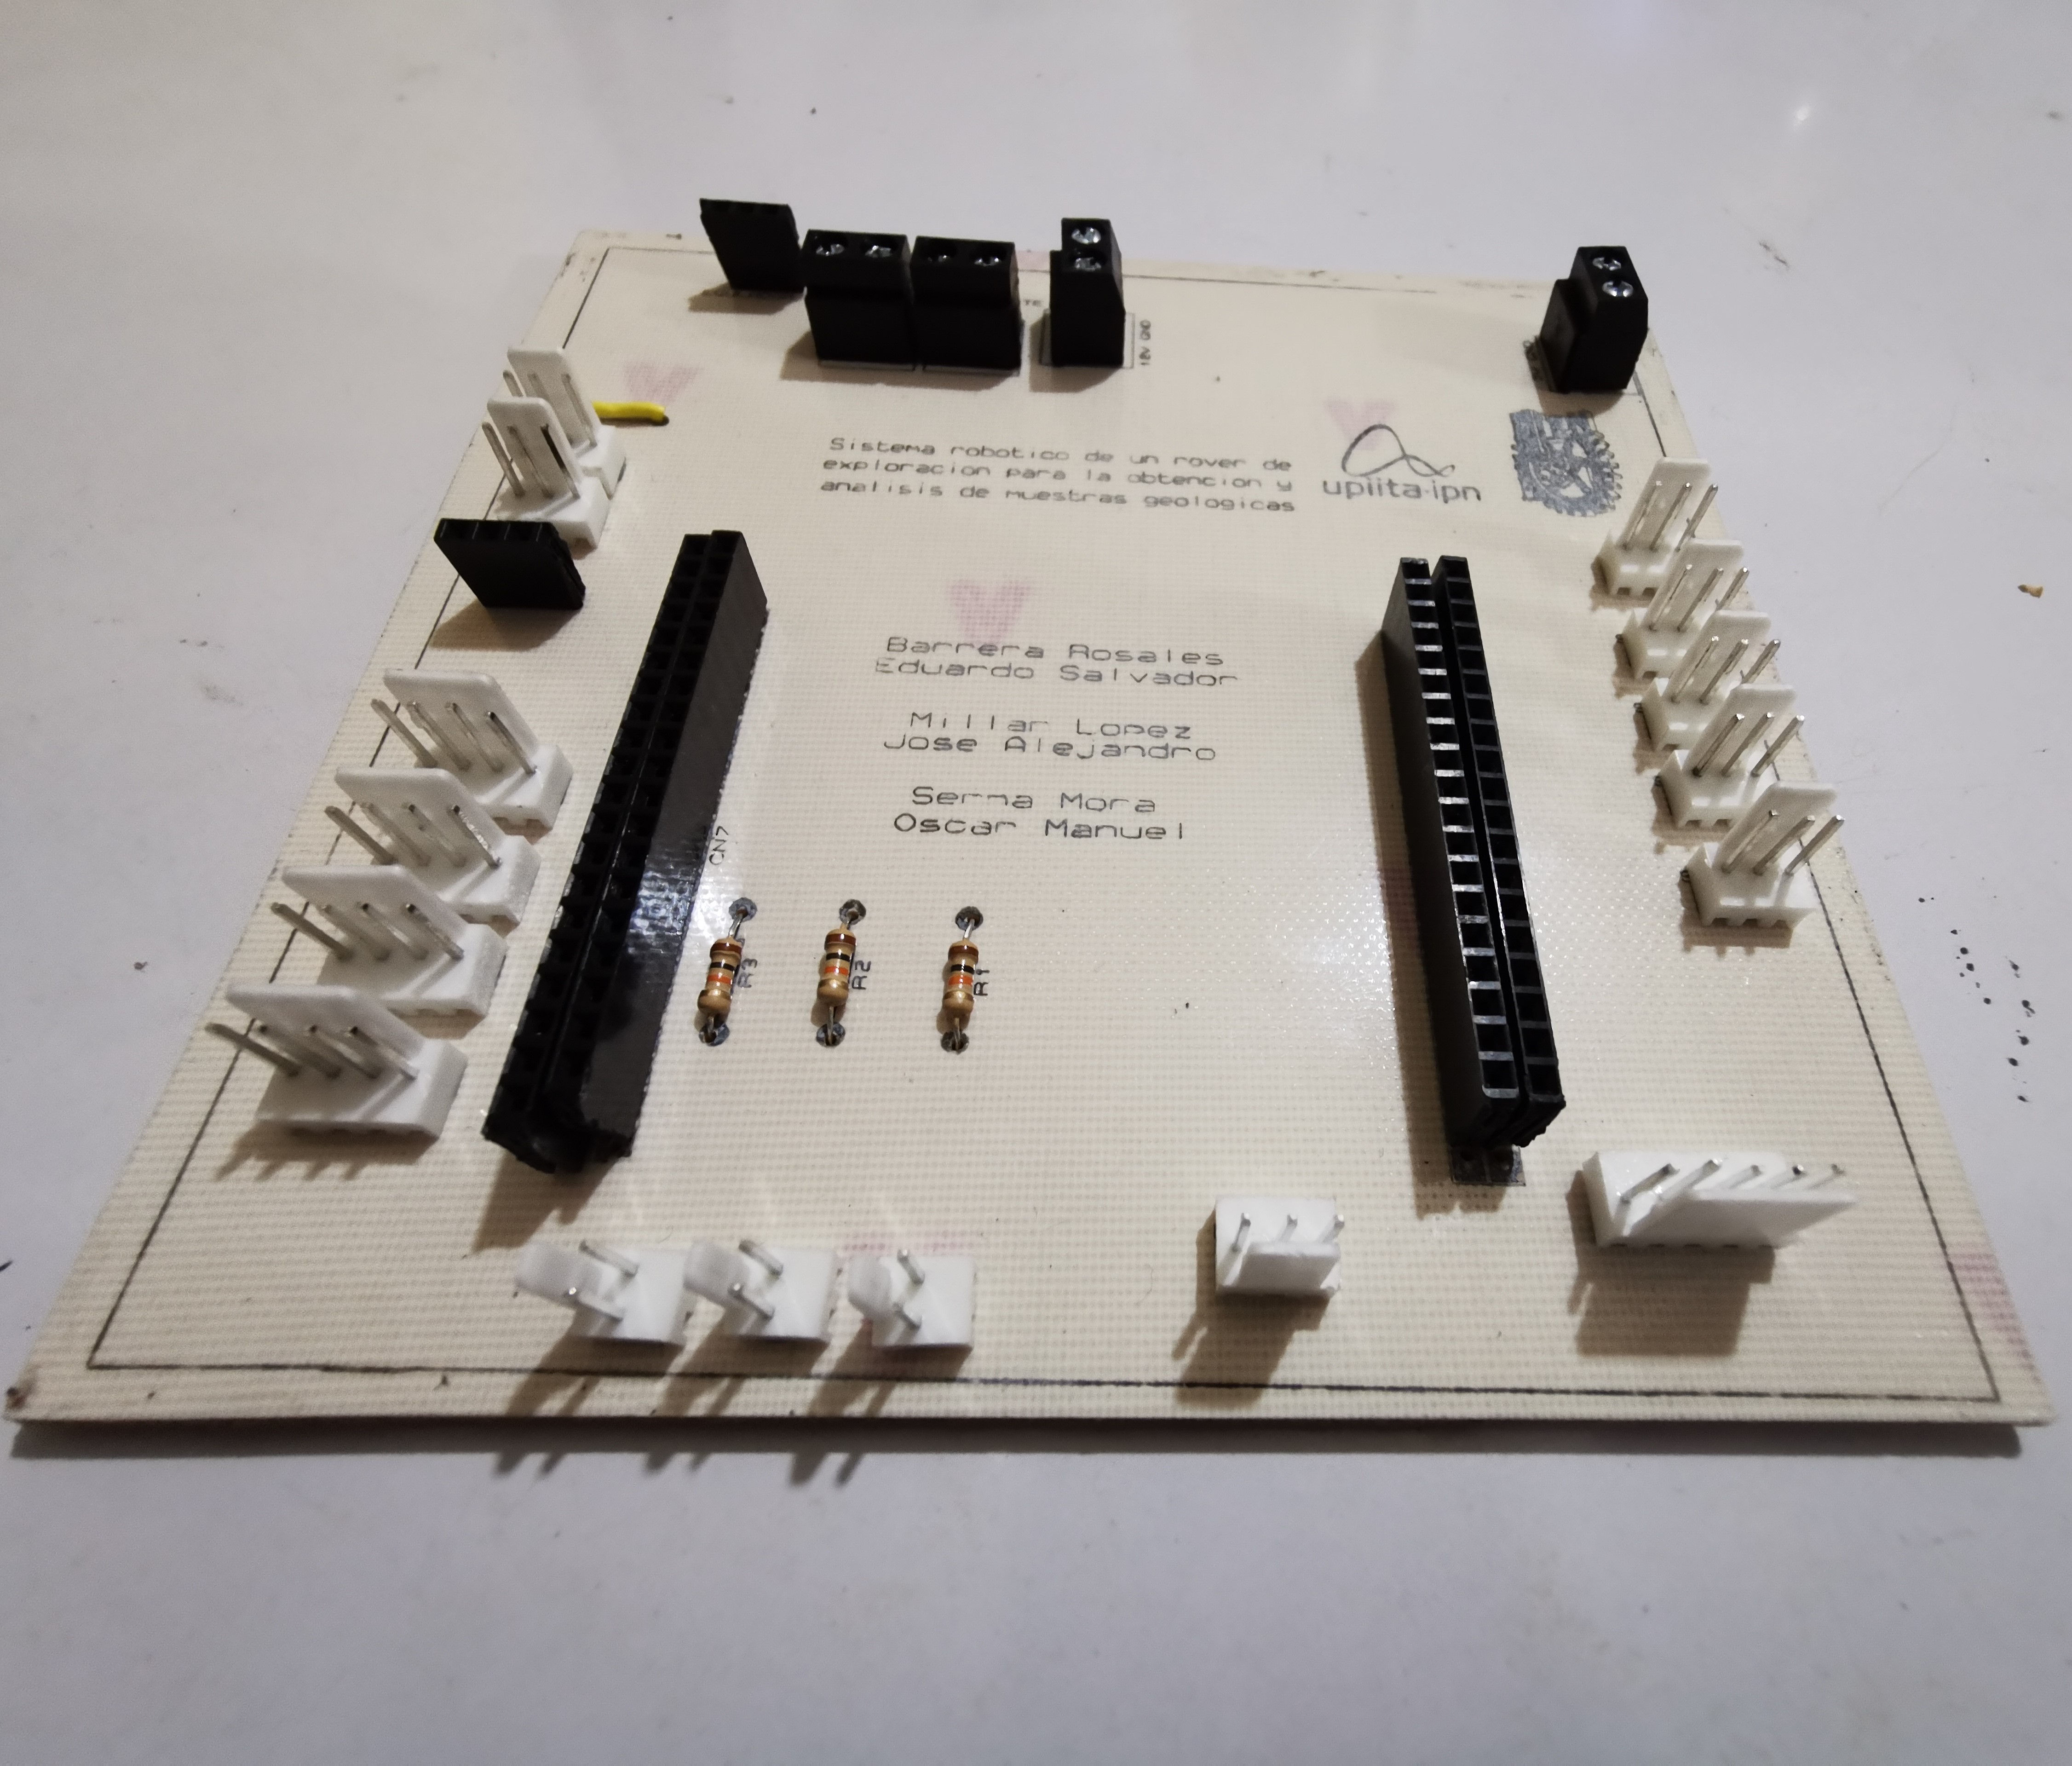 TE
12V GND
Sistema robotico de un rover de
exploracion para la obtencion y
analisis de muestras geologicas
upiita·ipn
Barrera Rosales
Eduardo Salvador
Millar Lopez
Jose Alejandro
Serna Mora
Oscar Manuel
CN7
R3
R2
R1